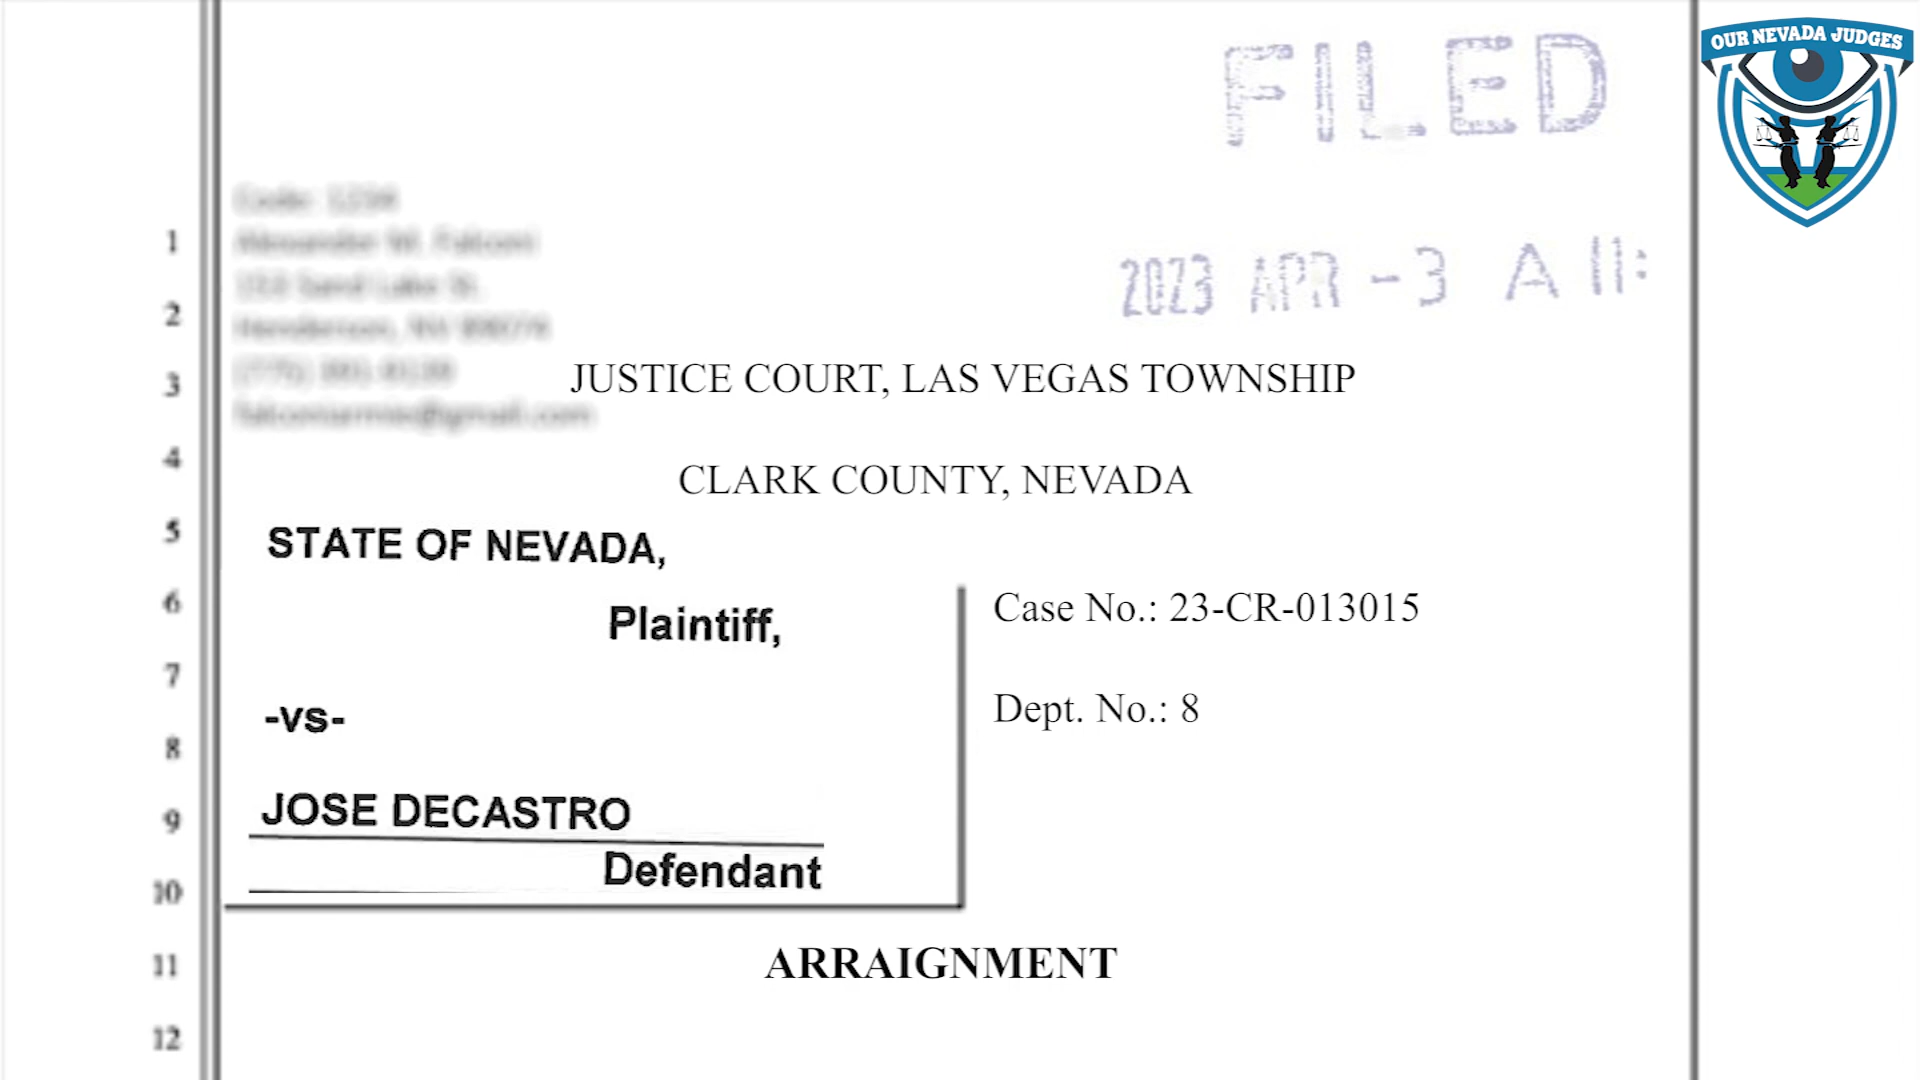 FILED
OUR NEVADA JUDGES
2023 APR -3 A 11:
1
2
3
JUSTICE COURT, LAS VEGAS TOWNSHIP
4
CLARK COUNTY, NEVADA
5
STATE OF NEVADA,
6
Plaintiff,
Case No.: 23-CR-013015
7
-vs-
Dept. No.: 8
8
9
JOSE DECASTRO
Defendant
10
11
ARRAIGNMENT
12